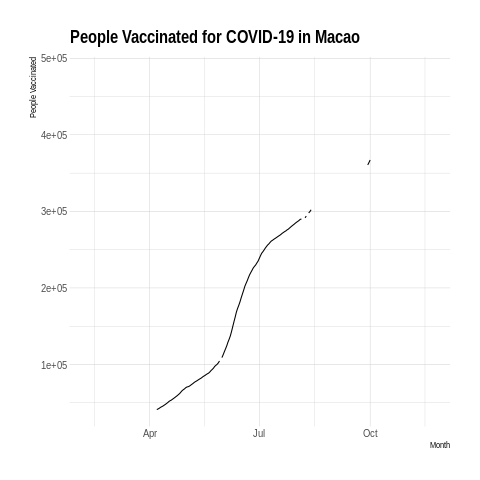 People Vaccinated for COVID-19 in Macao
People Vaccinated
5e+05
4e+05
3e+05
2e+05
1e+05
Apr Jul Oct
Month